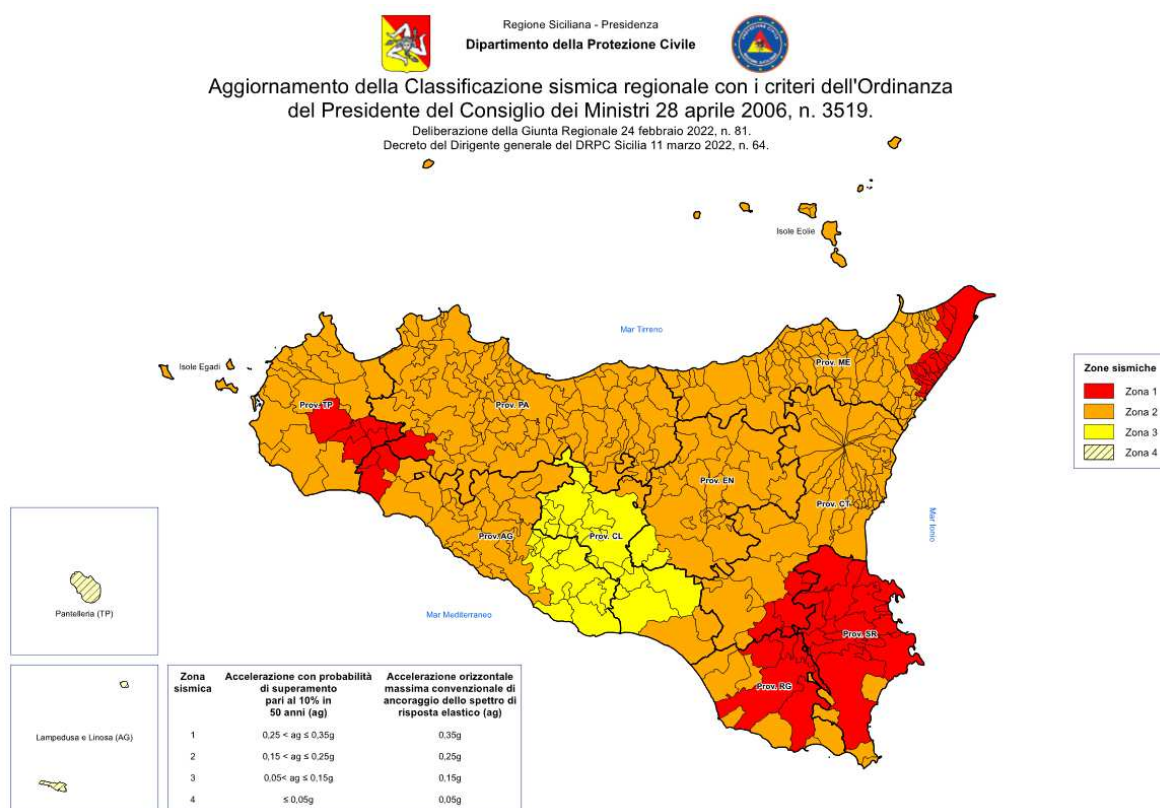 Regione Siciliana - Presidenza
Dipartimento della Protezione Civile
Aggiornamento della Classificazione sismica regionale con i criteri dell'Ordinanza
del Presidente del Consiglio dei Ministri 28 aprile 2006, n. 3519.
Deliberazione della Giunta Regionale 24 febbraio 2022, n. 81.
Decreto del Dirigente generale del DRPC Sicilia 11 marzo 2022, n. 64.
Isole Eolie
Mar Tirreno
Isole Egadi
Prov. ME
Prov. TP
Prov. PA
Prov. EN
Prov. CT
Prov. AG
Prov. CL
Mar Ionio
Mar Mediterraneo
Prov. SR
Prov. RG
Zone sismiche
Zona 1
Zona 2
Zona 3
Zona 4
Pantelleria (TP)
Lampedusa e Linosa (AG)
Zona sismica
Accelerazione con probabilità
di superamento
pari al 10% in
50 anni (ag)
Accelerazione orizzontale
massima convenzionale di
ancoraggio dello spettro di
risposta elastico (ag)
1 0,25 < ag ≤ 0,35g 0,35g
2 0,15 < ag ≤ 0,25g 0,25g
3 0,05< ag ≤ 0,15g 0,15g
4 ≤ 0,05g 0,05g